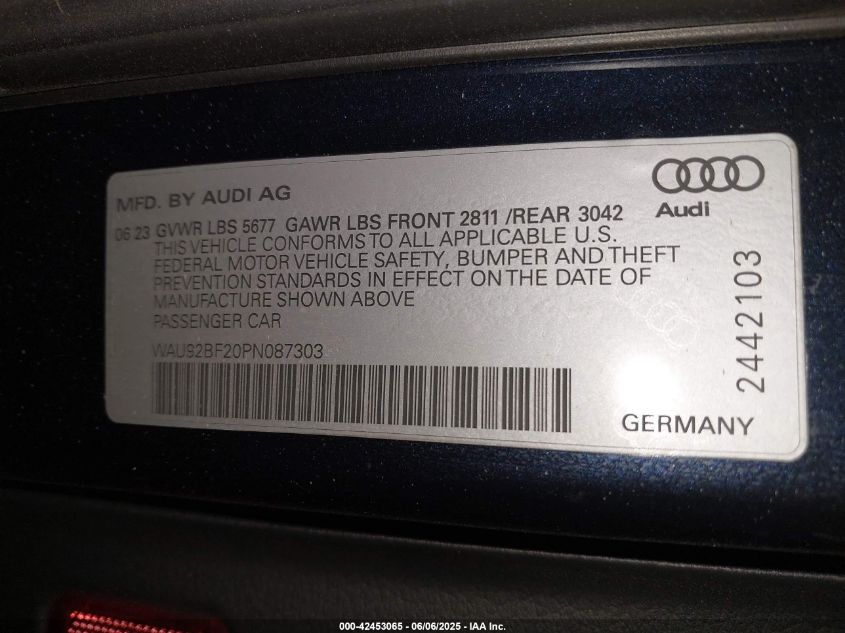 MFD. BY AUDI AG
Audi
06 23 GVWR LBS 5677 GAWR LBS FRONT 2811 /REAR 3042
THIS VEHICLE CONFORMS TO ALL APPLICABLE U.S.
FEDERAL MOTOR VEHICLE SAFETY, BUMPER AND THEFT
PREVENTION STANDARDS IN EFFECT ON THE DATE OF
MANUFACTURE SHOWN ABOVE
PASSENGER CAR
WAU92BF20PN087303
2442103
GERMANY
000-42453065 - 06/06/2025 - IAA Inc.